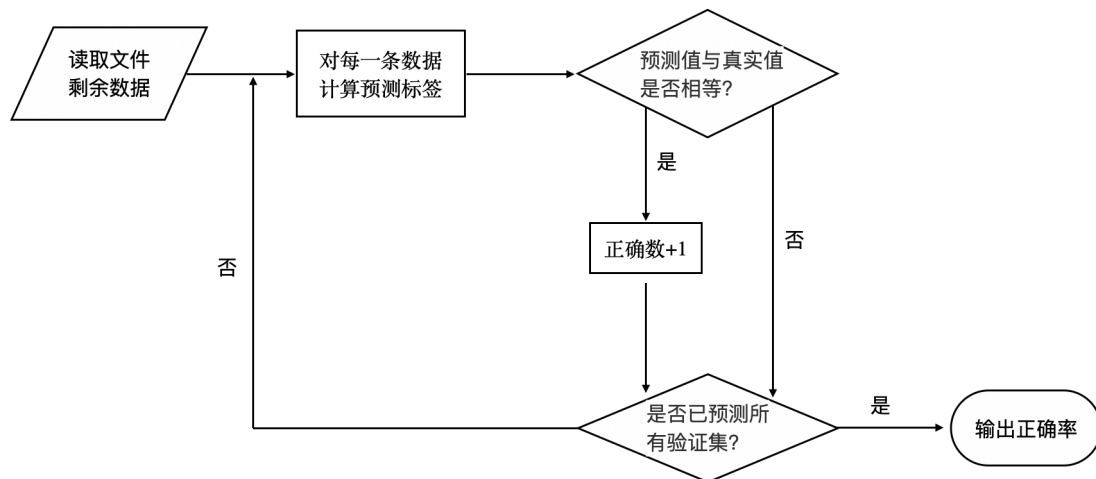 读取文件
剩余数据
对每一条数据
计算预测标签
预测值与真实值
是否相等?
是
否
正确数+1
否
是否已预测所
有验证集?
是
输出正确率